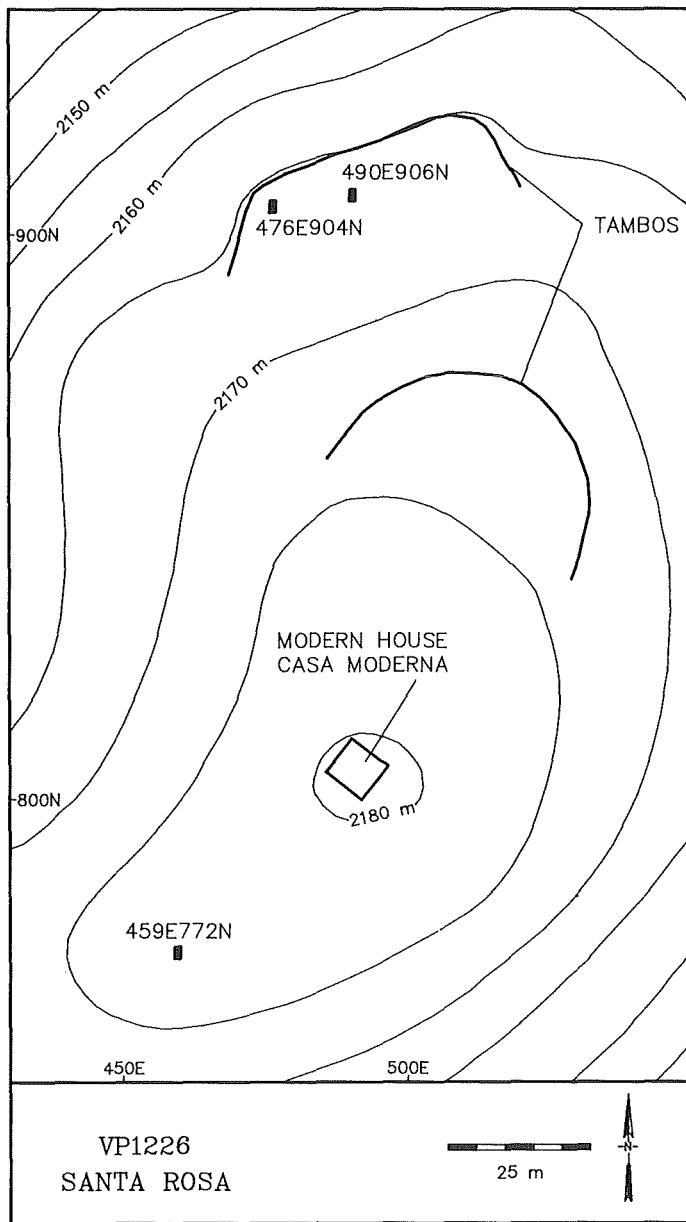 2150 m
2160 m
490E906N
476E904N
900N
TAMBOS
2170 m
MODERN HOUSE
CASA MODERNA
800N
2180 m
459E772N
450E
500E
VP1226
SANTA ROSA
N
25 m